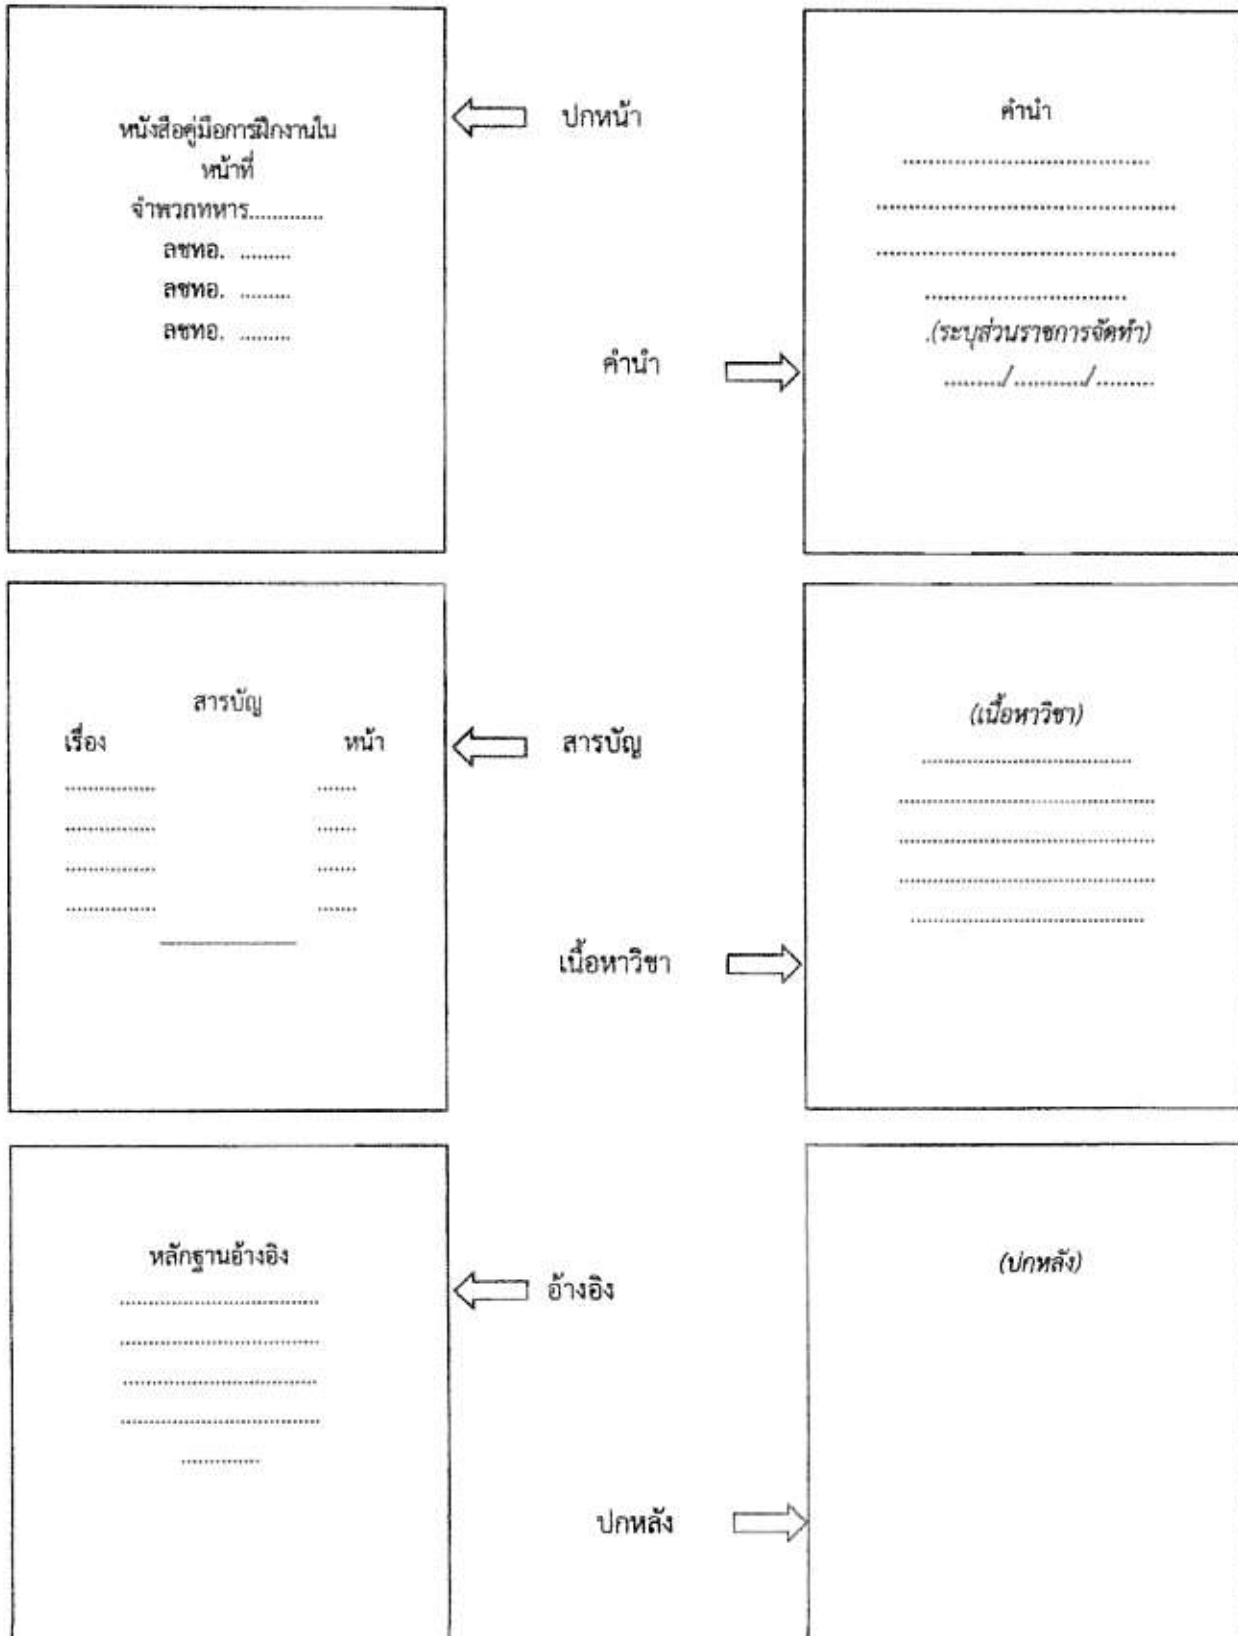 หนังสือคู่มือการฝึกงานใน
หน้าที่
จำพวกทหาร.............
ลชทอ. .........
ลชทอ. .........
ลชทอ. .........
ปกหน้า
คำนำ
......................................
..............................................
..............................................
...............................
.(ระบุส่วนราชการจัดทำ)
........./.........../.........
คำนำ
สารบัญ
เรื่อง หน้า
................ .......
................ .......
................ .......
................ .......
สารบัญ
(เนื้อหาวิชา)
....................................
............................................
............................................
............................................
........................................
เนื้อหาวิชา
หลักฐานอ้างอิง
...................................
...................................
..................................
...................................
..............
อ้างอิง
(ปกหลัง)
ปกหลัง